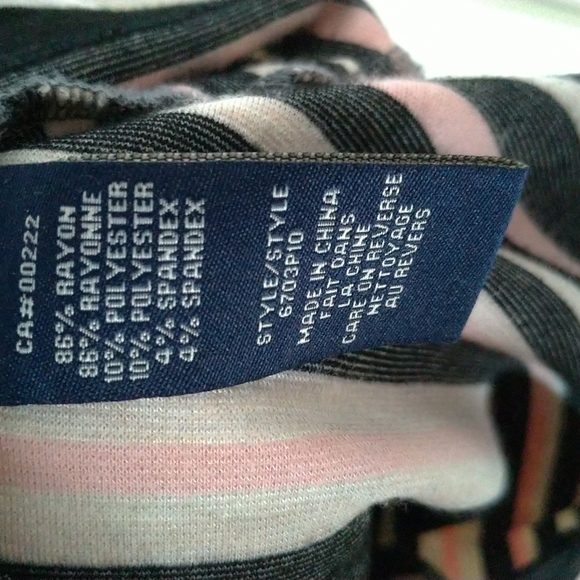 CA#00222
86% RAYON
86% RAYONNE
10% POLYESTER
10% POLYESTER
4% SPANDEX
4% SPANDEX
STYLE/STYLE
6703P10
MADE IN CHINA
FAIT DANS
LA CHINE
CARE ON REVERSE
NETTOYAGE
AU REVERS